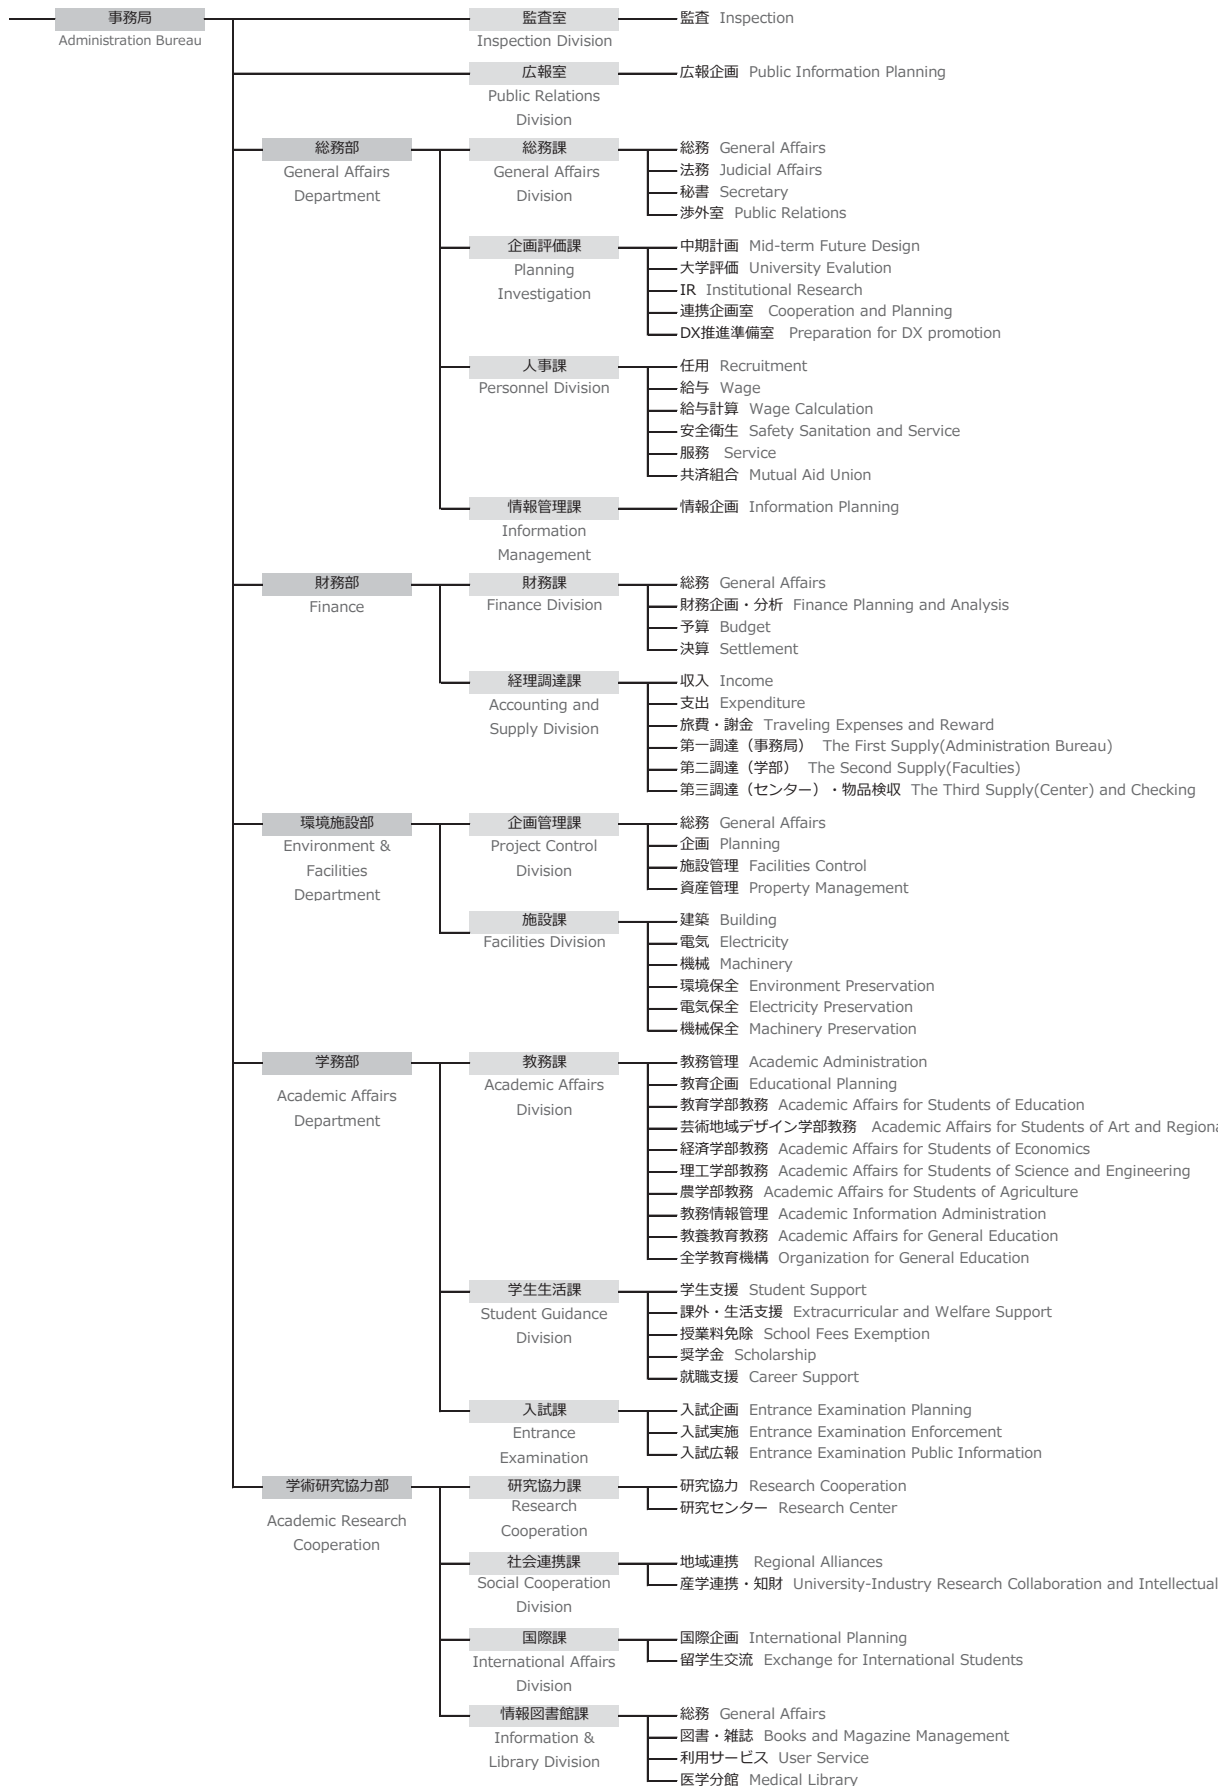 事務局
Administration Bureau
監査室
Inspection Division
監査 Inspection
広報室
Public Relations
Division
広報企画 Public Information Planning
総務部
General Affairs
Department
総務課
General Affairs
Division
総務 General Affairs
法務 Judicial Affairs
秘書 Secretary
渉外室 Public Relations
企画評価課
Planning
Investigation
中期計画 Mid-term Future Design
大学評価 University Evalution
IR Institutional Research
連携企画室 Cooperation and Planning
DX推進準備室 Preparation for DX promotion
人事課
Personnel Division
任用 Recruitment
給与 Wage
給与計算 Wage Calculation
安全衛生 Safety Sanitation and Service
服務 Service
共済組合 Mutual Aid Union
情報管理課
Information
Management
情報企画 Information Planning
財務部
Finance
財務課
Finance Division
総務 General Affairs
財務企画・分析 Finance Planning and Analysis
予算 Budget
決算 Settlement
経理調達課
Accounting and
Supply Division
収入 Income
支出 Expenditure
旅費・謝金 Traveling Expenses and Reward
第一調達（事務局） The First Supply(Administration Bureau)
第二調達（学部） The Second Supply(Faculties)
第三調達（センター）・物品検収 The Third Supply(Center) and Checking
環境施設部
Environment &
Facilities
Department
企画管理課
Project Control
Division
総務 General Affairs
企画 Planning
施設管理 Facilities Control
資産管理 Property Management
施設課
Facilities Division
建築 Building
電気 Electricity
機械 Machinery
環境保全 Environment Preservation
電気保全 Electricity Preservation
機械保全 Machinery Preservation
学務部
Academic Affairs
Department
教務課
Academic Affairs
Division
教務管理 Academic Administration
教育企画 Educational Planning
教育学部教務 Academic Affairs for Students of Education
芸術地域デザイン学部教務 Academic Affairs for Students of Art and Regiona
経済学部教務 Academic Affairs for Students of Economics
理工学部教務 Academic Affairs for Students of Science and Engineering
農学部教務 Academic Affairs for Students of Agriculture
教務情報管理 Academic Information Administration
教養教育教務 Academic Affairs for General Education
全学教育機構 Organization for General Education
学生生活課
Student Guidance
Division
学生支援 Student Support
課外・生活支援 Extracurricular and Welfare Support
授業料免除 School Fees Exemption
奨学金 Scholarship
就職支援 Career Support
入試課
Entrance
Examination
入試企画 Entrance Examination Planning
入試実施 Entrance Examination Enforcement
入試広報 Entrance Examination Public Information
学術研究協力部
Academic Research
Cooperation
研究協力課
Research
Cooperation
研究協力 Research Cooperation
研究センター Research Center
社会連携課
Social Cooperation
Division
地域連携 Regional Alliances
産学連携・知財 University-Industry Research Collaboration and Intellectual
国際課
International Affairs
Division
国際企画 International Planning
留学生交流 Exchange for International Students
情報図書館課
Information &
Library Division
総務 General Affairs
図書・雑誌 Books and Magazine Management
利用サービス User Service
医学分館 Medical Library